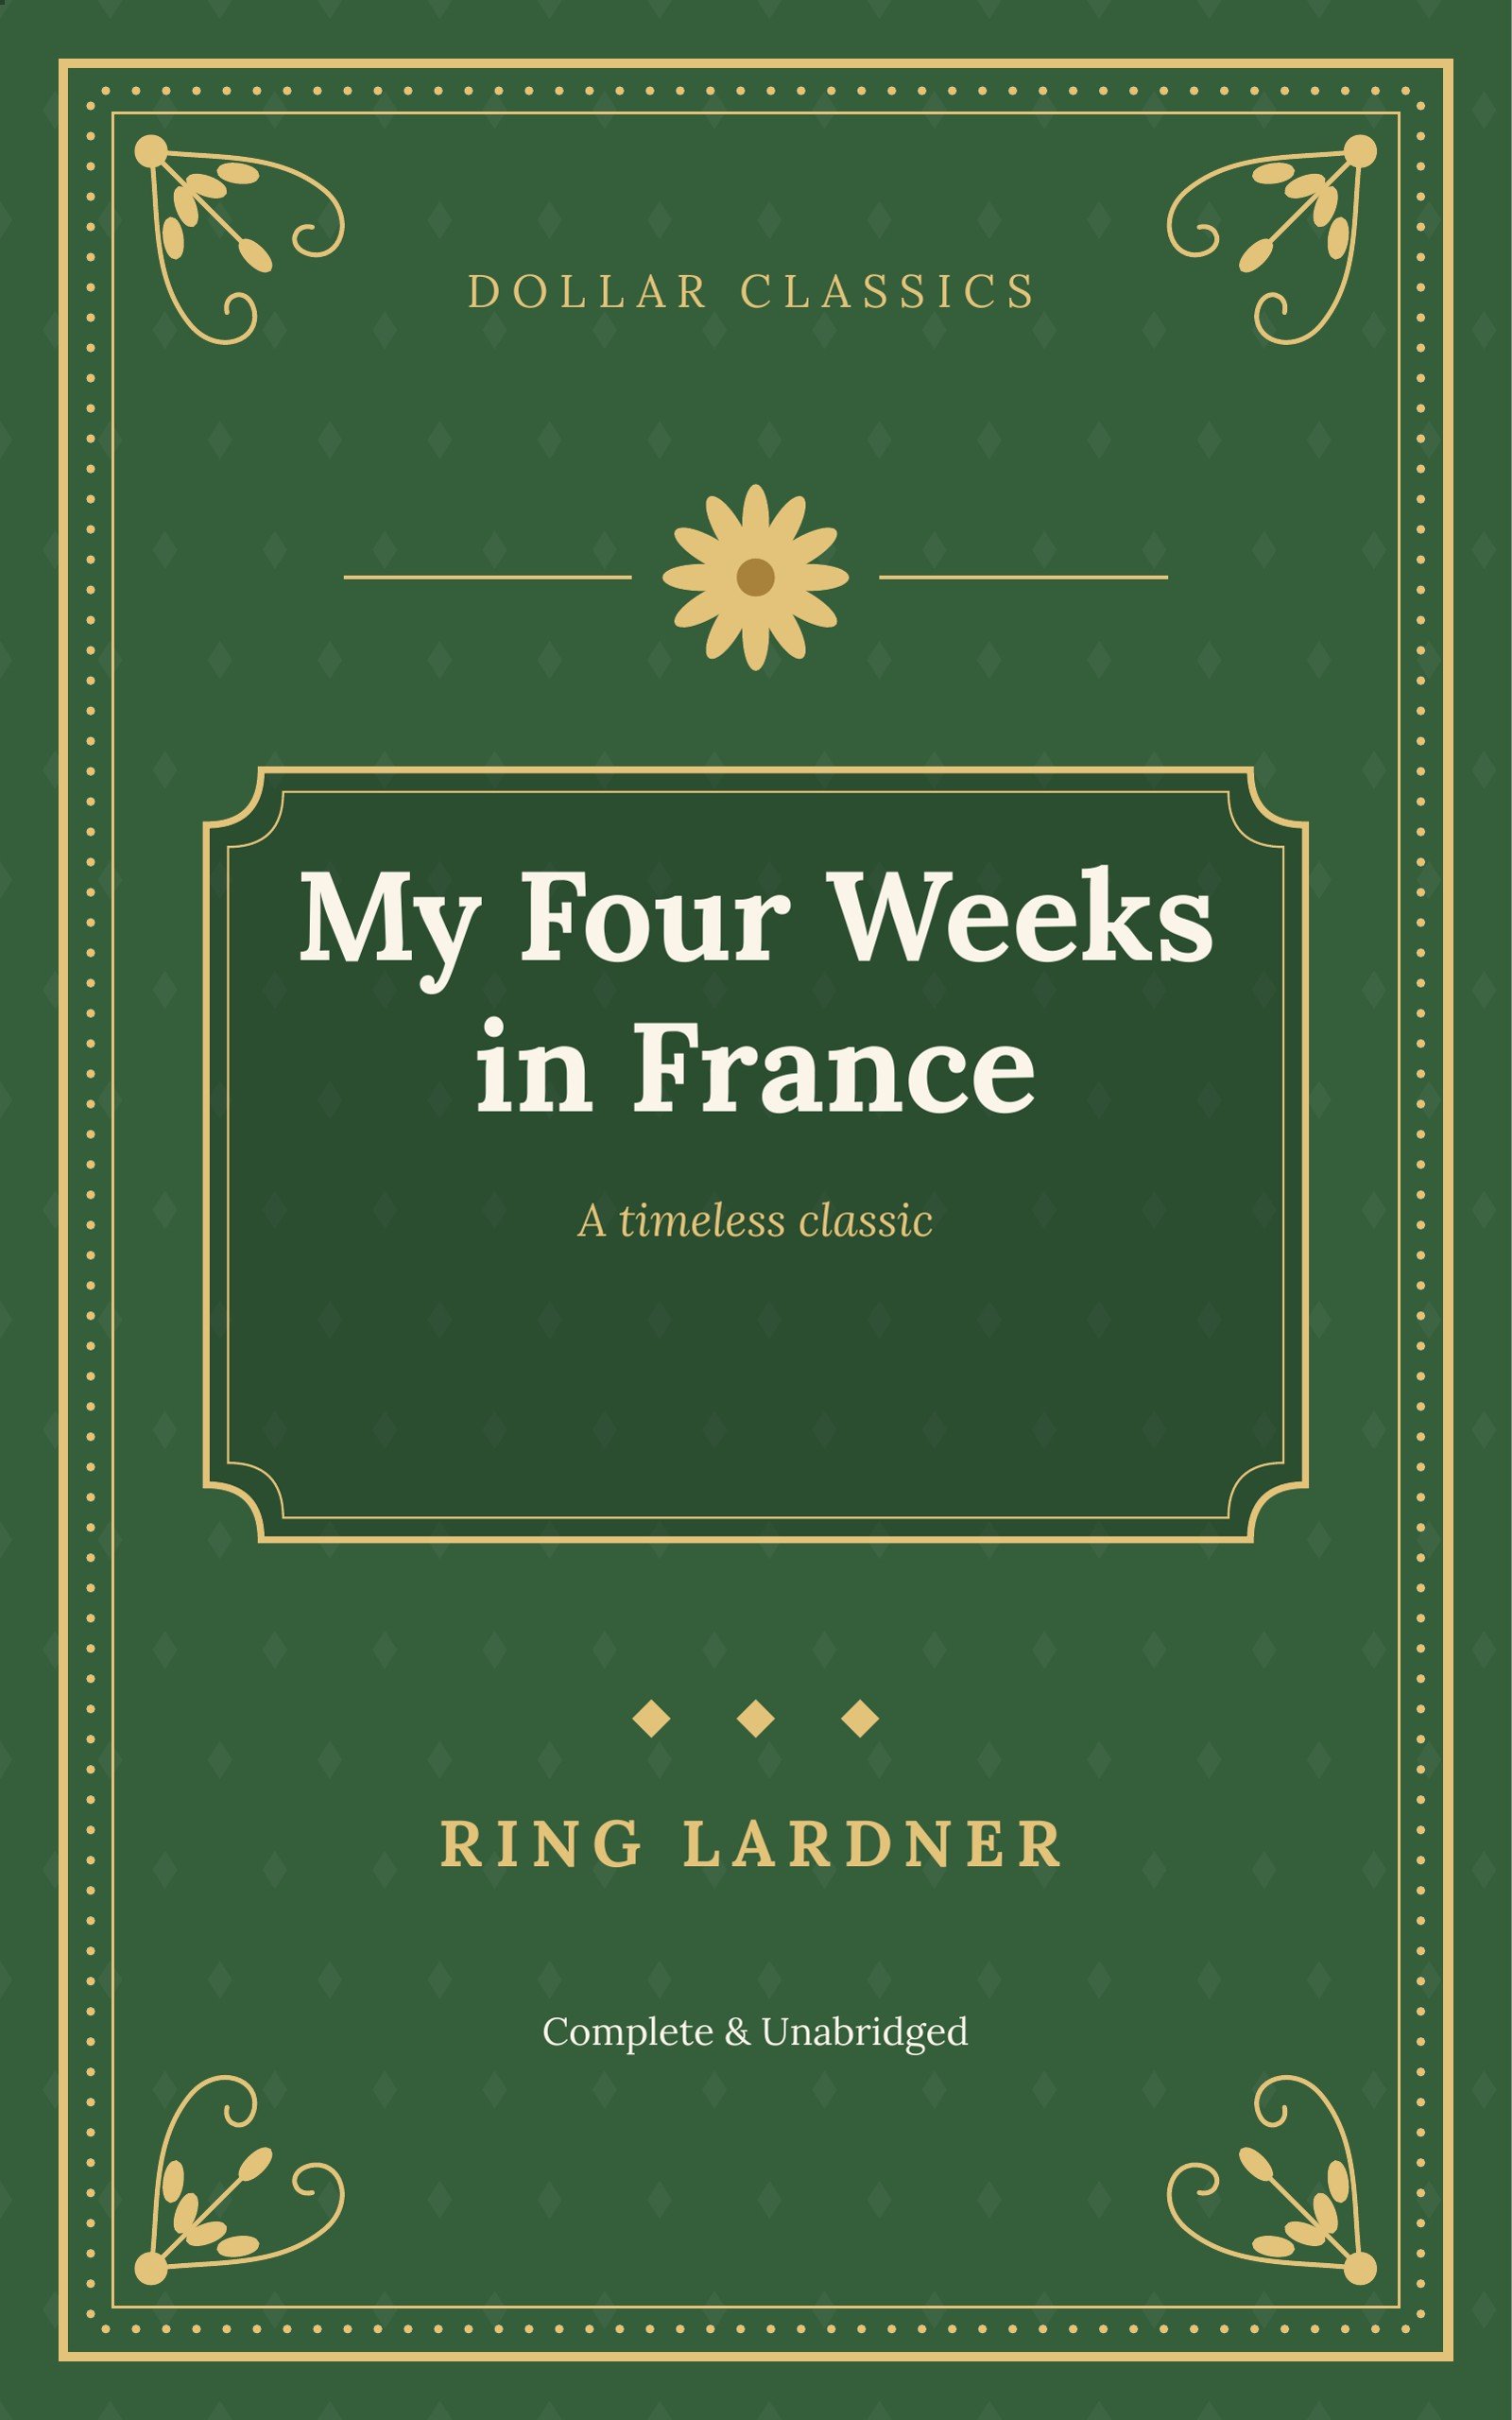 DOLLAR CLASSICS
My Four Weeks
in France
A timeless classic
RING LARDNER
Complete & Unabridged